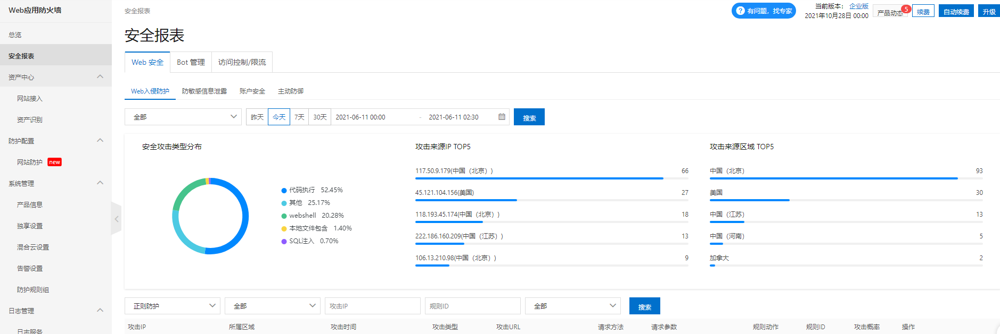 Web应用防火墙
总览
安全报表
资产中心
网站接入
资产识别
防护配置
网站防护 new
系统管理
产品信息
独享设置
混合云设置
告警设置
防护规则组
日志管理
日志服务
安全报表
有问题，找专家
当前版本： 企业版
2021年10月28日 00:00
产品动态 5
续费
自动续费
升级
安全报表
Web 安全 Bot 管理 访问控制/限流
Web入侵防护 防敏感信息泄露 账户安全 主动防御
全部 昨天 今天 7天 30天 2021-06-11 00:00 - 2021-06-11 02:30 搜索
安全攻击类型分布
代码执行 52.45%
其他 25.17%
webshell 20.28%
本地文件包含 1.40%
SQL注入 0.70%
攻击来源IP TOP5
117.50.9.179(中国（北京）) 66
45.121.104.156(美国) 27
118.193.45.174(中国（北京）) 18
222.186.160.209(中国（江苏）) 13
106.13.210.98(中国（北京）) 9
攻击来源区域 TOP5
中国（北京） 93
美国 30
中国（江苏） 13
中国（河南） 5
加拿大 2
正则防护 全部 攻击IP 规则ID 全部 搜索
攻击IP 所属区域 攻击时间 攻击类型 攻击URL 请求方法 请求参数 规则动作 规则ID 攻击概率 操作